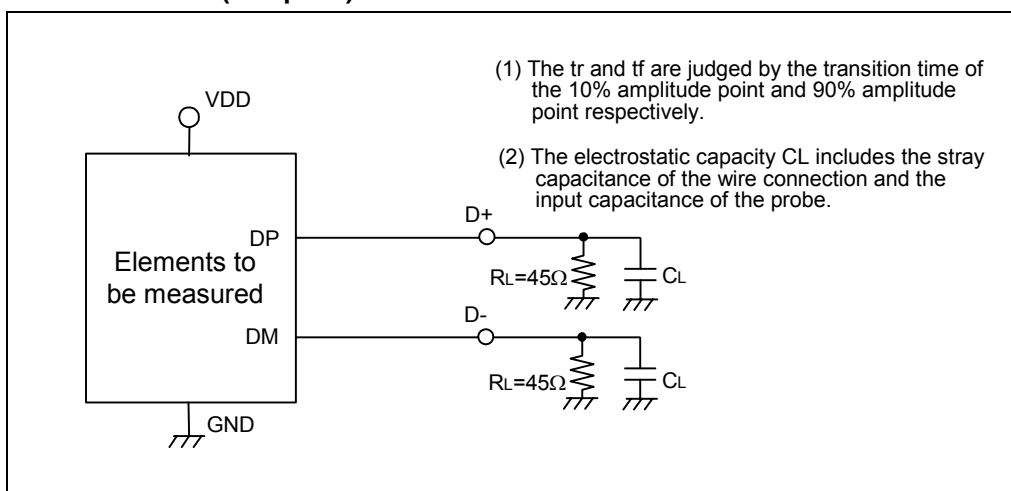 (1) The tr and tf are judged by the transition time of
the 10% amplitude point and 90% amplitude
point respectively.
(2) The electrostatic capacity CL includes the stray
capacitance of the wire connection and the
input capacitance of the probe.
VDD
Elements to
be measured
DP
D+
RL=45Ω
CL
DM
D-
RL=45Ω
CL
GND